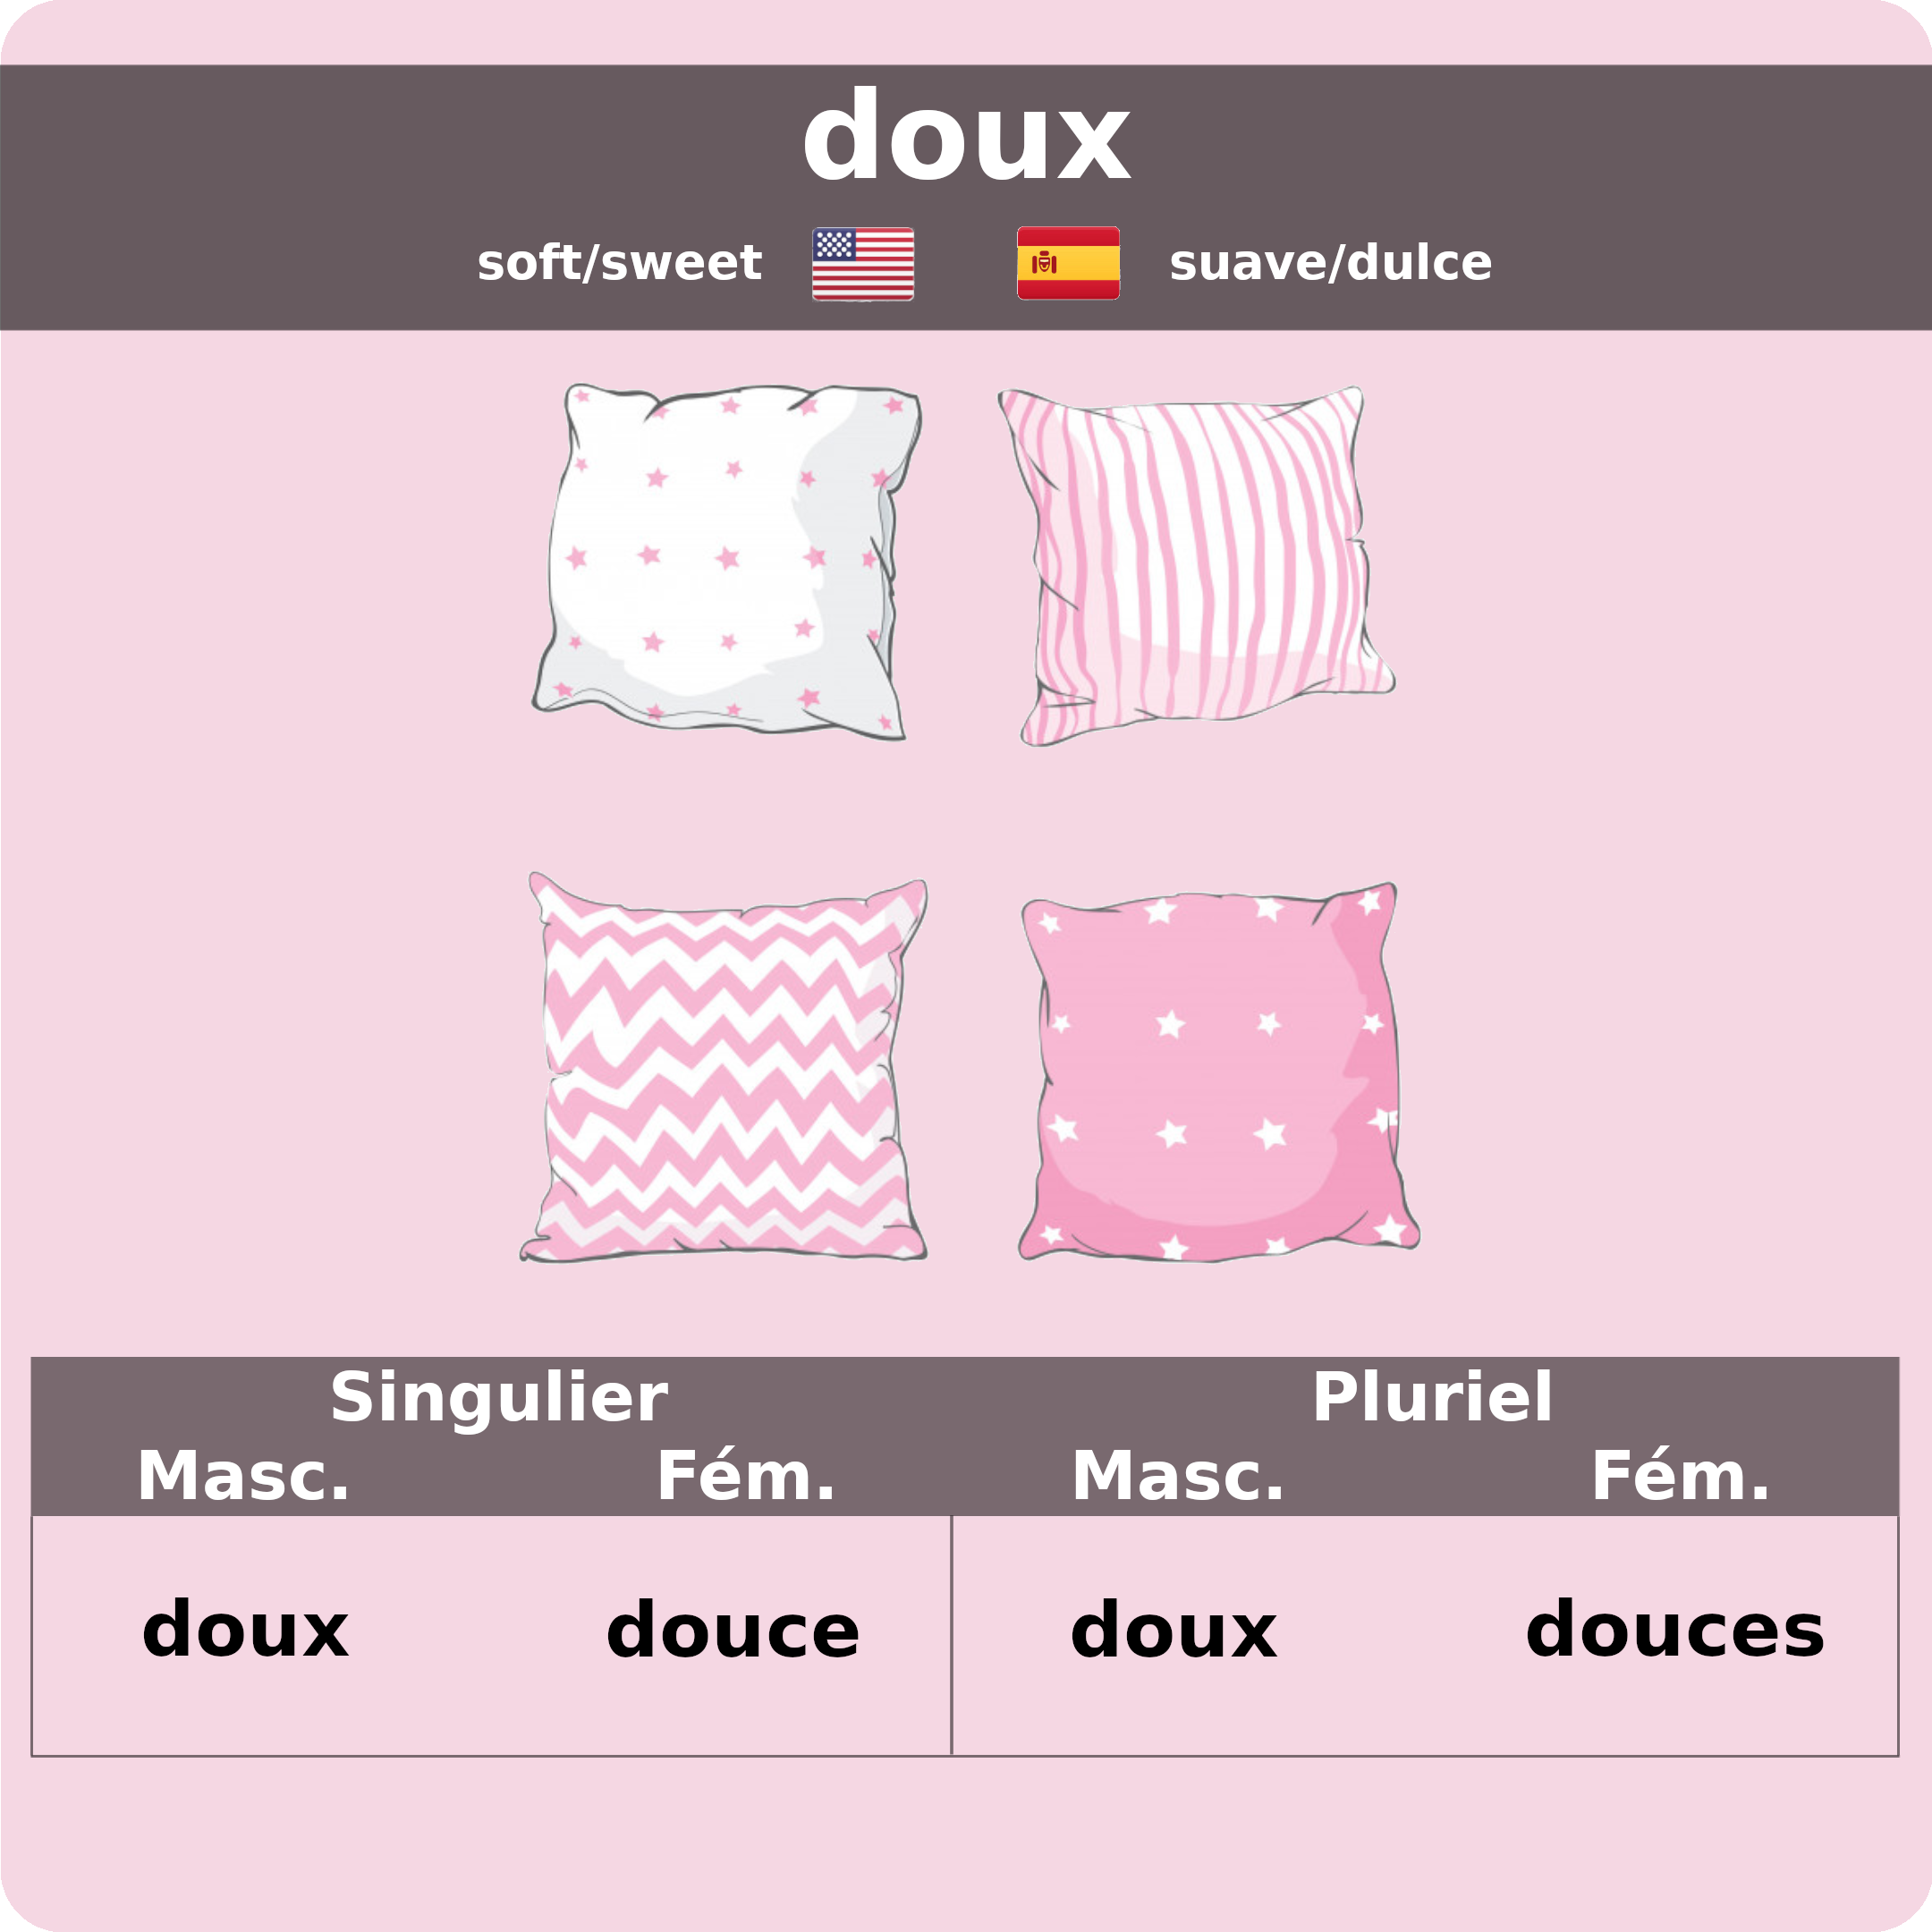 doux
soft/sweet suave/dulce
Singulier Pluriel
Masc. Fém. Masc. Fém.
doux douce doux douces